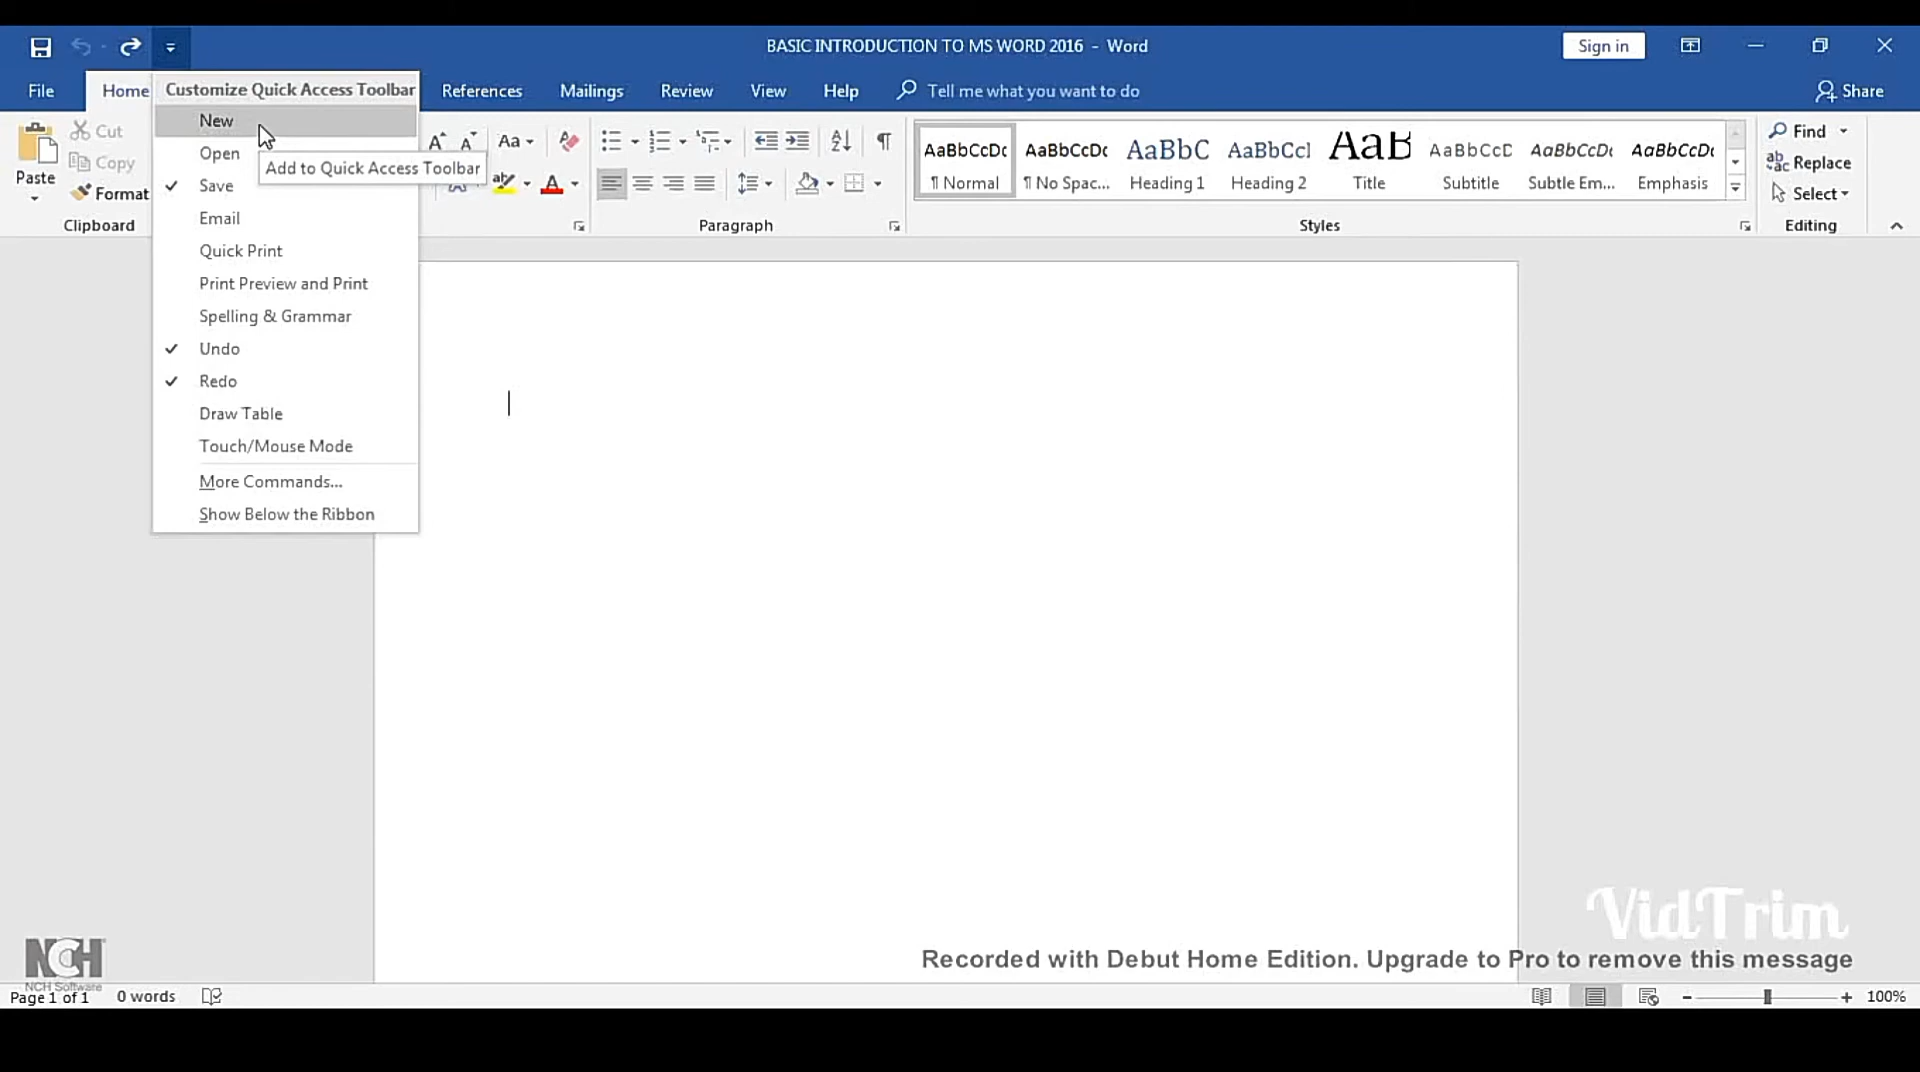 BASIC INTRODUCTION TO MS WORD 2016 - Word
Sign in
File
Home
References
Mailings
Review
View
Help
Tell me what you want to do
Share
Customize Quick Access Toolbar
New
Open
Save
Email
Quick Print
Print Preview and Print
Spelling & Grammar
Undo
Redo
Draw Table
Touch/Mouse Mode
More Commands...
Show Below the Ribbon
Add to Quick Access Toolbar
Paste
Cut
Copy
Format
Clipboard
Aa
Paragraph
AaBbCcDc
¶ Normal
AaBbCcDc
¶ No Spac...
AaBbC
Heading 1
AaBbCcI
Heading 2
AaB
Title
AaBbCcD
Subtitle
AaBbCcDc
Subtle Em...
AaBbCcDc
Emphasis
Styles
Find
Replace
Select
Editing
VidTrim
Recorded with Debut Home Edition. Upgrade to Pro to remove this message
NCH
NCH Software
Page 1 of 1
0 words
100%